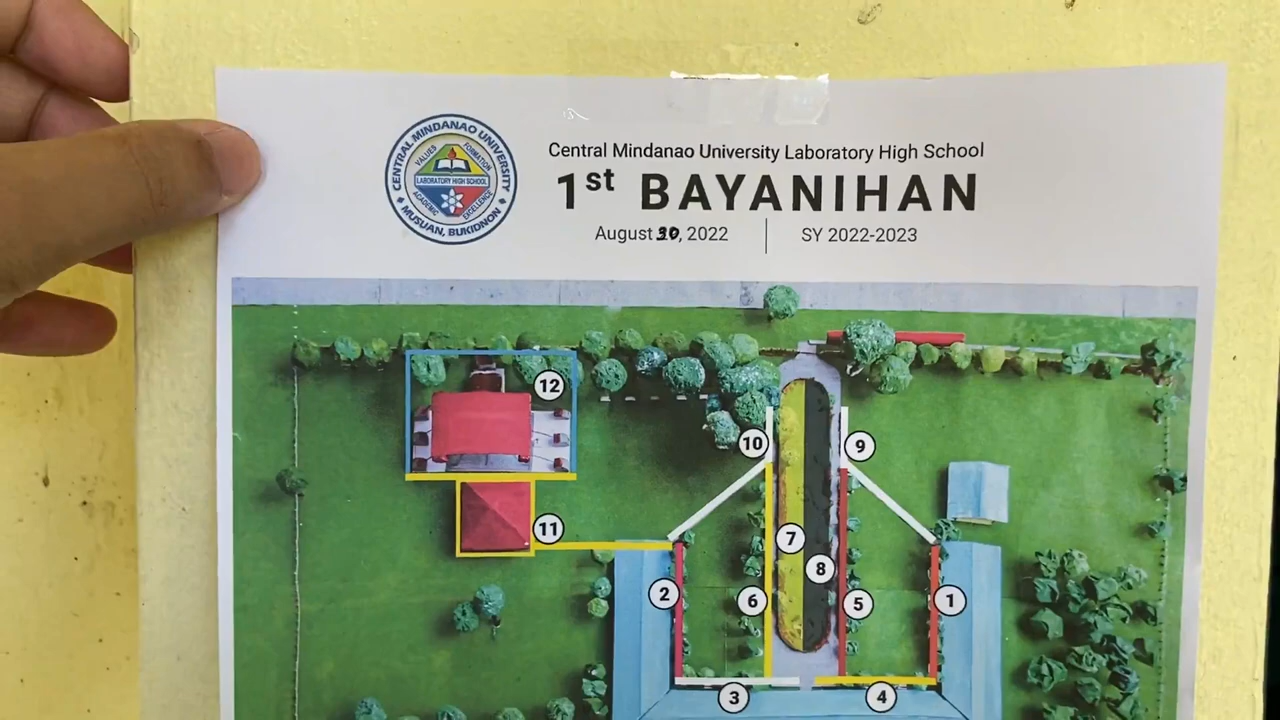 CENTRAL MINDANAO UNIVERSITY
VALUES
FORMATION
LABORATORY HIGH SCHOOL
ACADEMIC
EXCELLENCE
MUSUAN, BUKIDNON
Central Mindanao University Laboratory High School
1st BAYANIHAN
August 30, 2022 SY 2022-2023
12
10
9
11
7
8
2
6
5
1
3
4